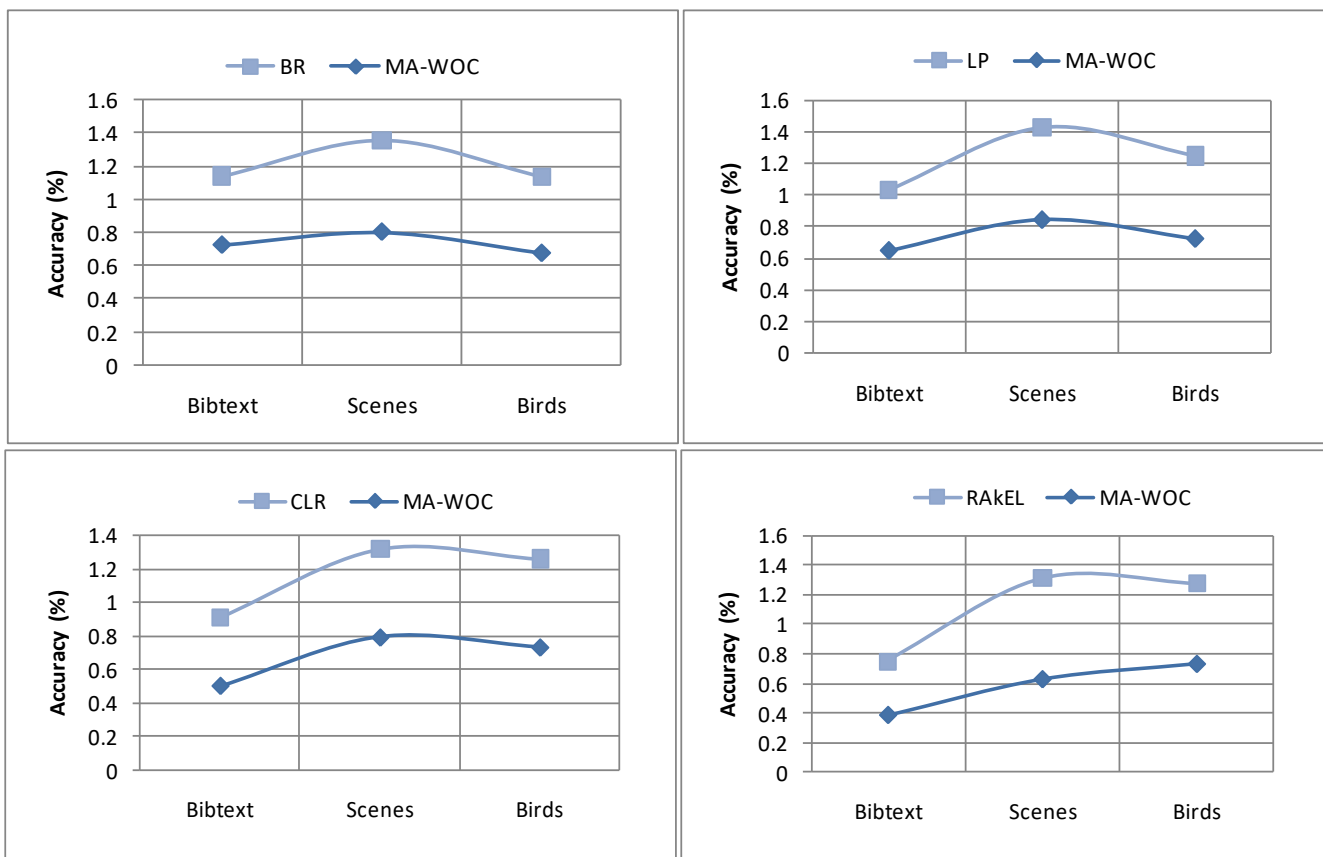 BR MA-WOC
Accuracy (%)
1.6
1.4
1.2
1
0.8
0.6
0.4
0.2
0
Bibtext Scenes Birds
LP MA-WOC
Accuracy (%)
1.6
1.4
1.2
1
0.8
0.6
0.4
0.2
0
Bibtext Scenes Birds
CLR MA-WOC
Accuracy (%)
1.4
1.2
1
0.8
0.6
0.4
0.2
0
Bibtext Scenes Birds
RAkEL MA-WOC
Accuracy (%)
1.6
1.4
1.2
1
0.8
0.6
0.4
0.2
0
Bibtext Scenes Birds